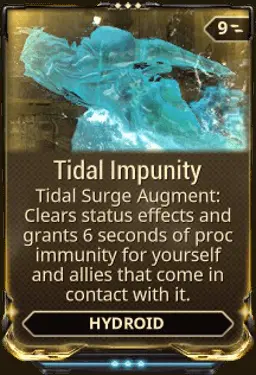 9
Tidal Impunity
Tidal Surge Augment:
Clears status effects and
grants 6 seconds of proc
immunity for yourself
and allies that come in
contact with it.
HYDROID